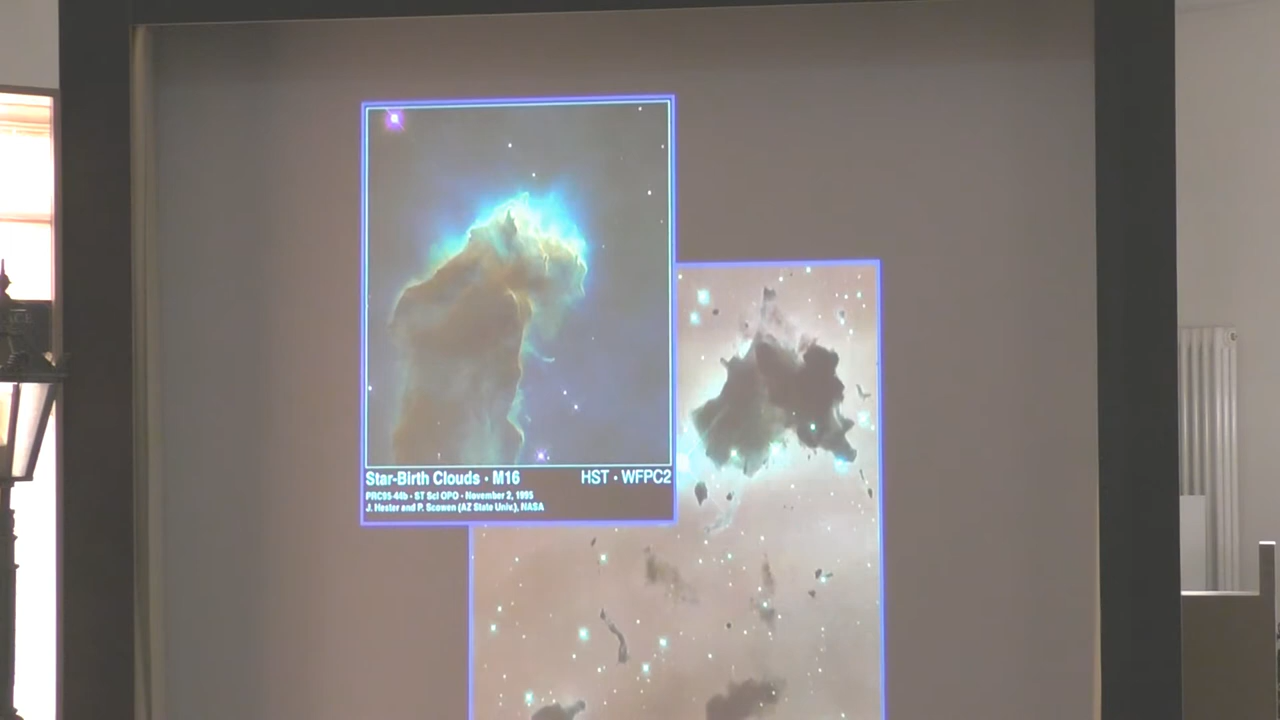 Star-Birth Clouds · M16 HST · WFPC2
PRC95-44b · ST ScI OPO · November 2, 1995
J. Hester and P. Scowen (AZ State Univ.), NASA